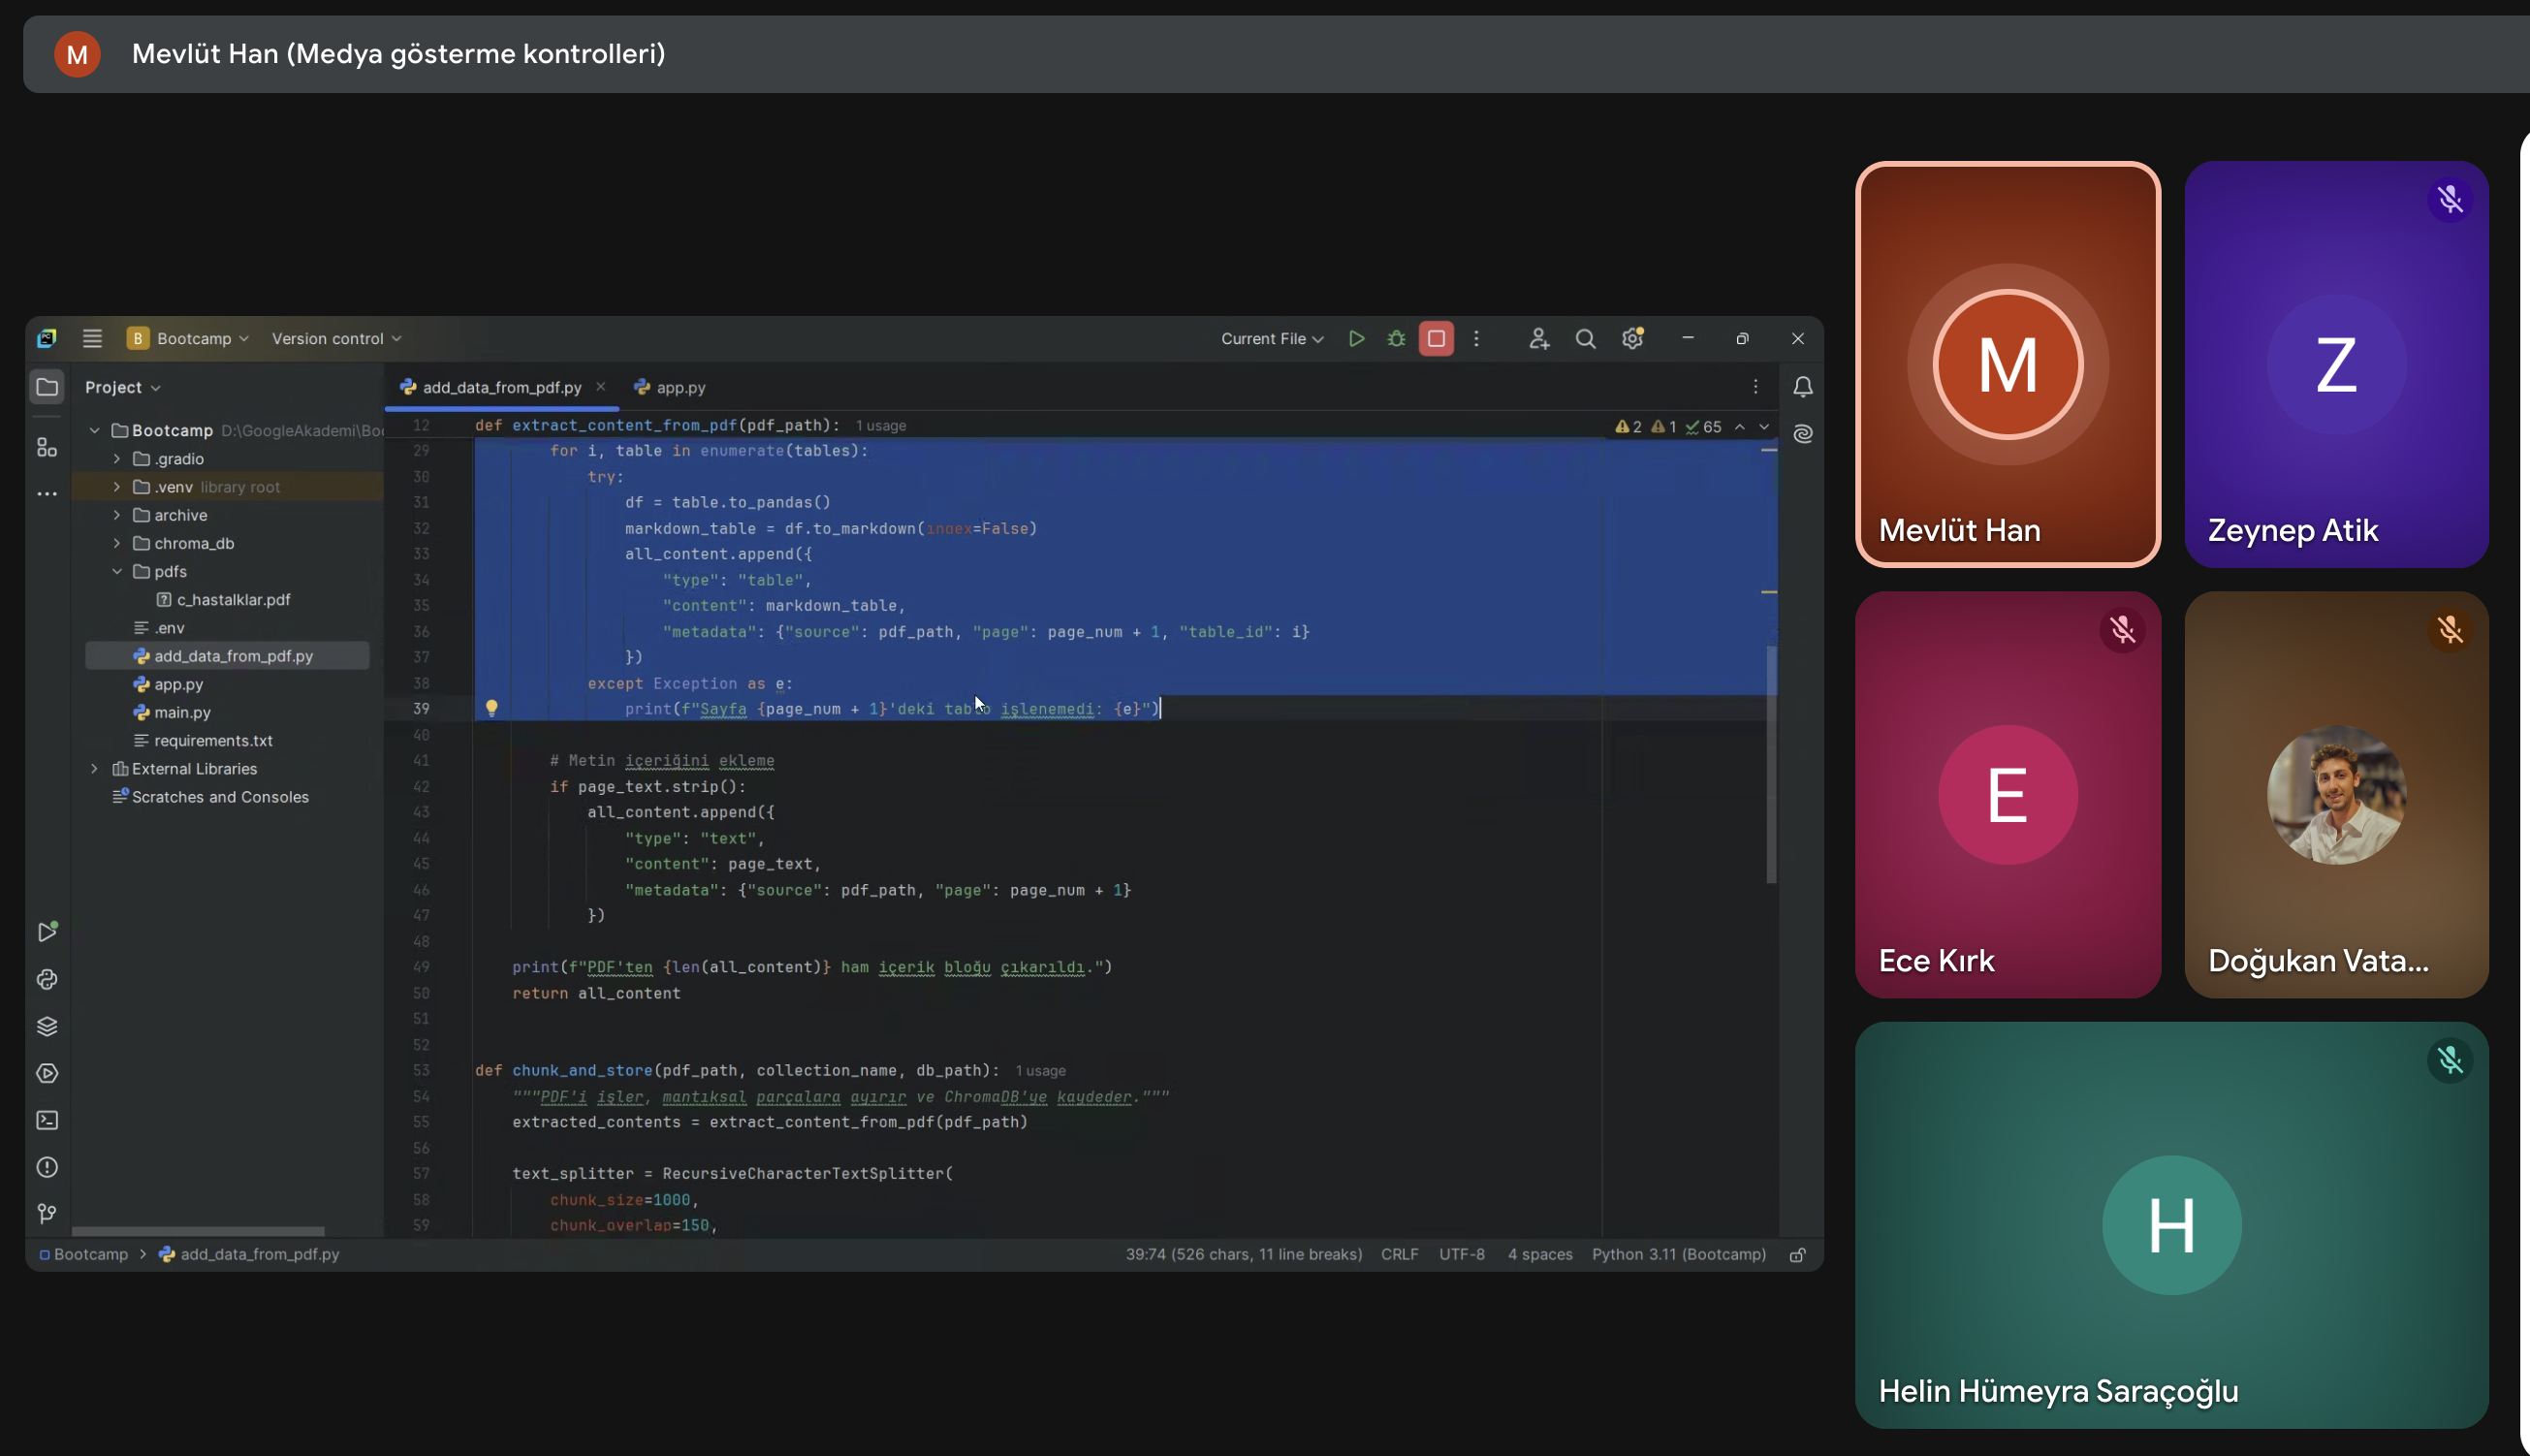 M Mevlüt Han (Medya gösterme kontrolleri)
B Bootcamp Version control Current File
Project
add_data_from_pdf.py app.py
Bootcamp D:\GoogleAkademi\Boo
.gradio
.venv library root
archive
chroma_db
pdfs
c_hastalklar.pdf
.env
add_data_from_pdf.py
app.py
main.py
requirements.txt
External Libraries
Scratches and Consoles
12 def extract_content_from_pdf(pdf_path): 1 usage
2 1 65
29 for i, table in enumerate(tables):
30 try:
31 df = table.to_pandas()
32 markdown_table = df.to_markdown(index=False)
33 all_content.append({
34 "type": "table",
35 "content": markdown_table,
36 "metadata": {"source": pdf_path, "page": page_num + 1, "table_id": i}
37 })
38 except Exception as e:
39 print(f"Sayfa {page_num + 1}'deki tablo işlenemedi: {e}")
40
41 # Metin içeriğini ekleme
42 if page_text.strip():
43 all_content.append({
44 "type": "text",
45 "content": page_text,
46 "metadata": {"source": pdf_path, "page": page_num + 1}
47 })
48
49 print(f"PDF'ten {len(all_content)} ham içerik bloğu çıkarıldı.")
50 return all_content
51
52
53 def chunk_and_store(pdf_path, collection_name, db_path): 1 usage
54 """PDF'i işler, mantıksal parçalara ayırır ve ChromaDB'ye kaydeder."""
55 extracted_contents = extract_content_from_pdf(pdf_path)
56
57 text_splitter = RecursiveCharacterTextSplitter(
58 chunk_size=1000,
59 chunk_overlap=150,
Bootcamp > add_data_from_pdf.py 39:74 (526 chars, 11 line breaks) CRLF UTF-8 4 spaces Python 3.11 (Bootcamp)
M
Mevlüt Han
Z
Zeynep Atik
E
Ece Kırk
Doğukan Vata...
H
Helin Hümeyra Saraçoğlu